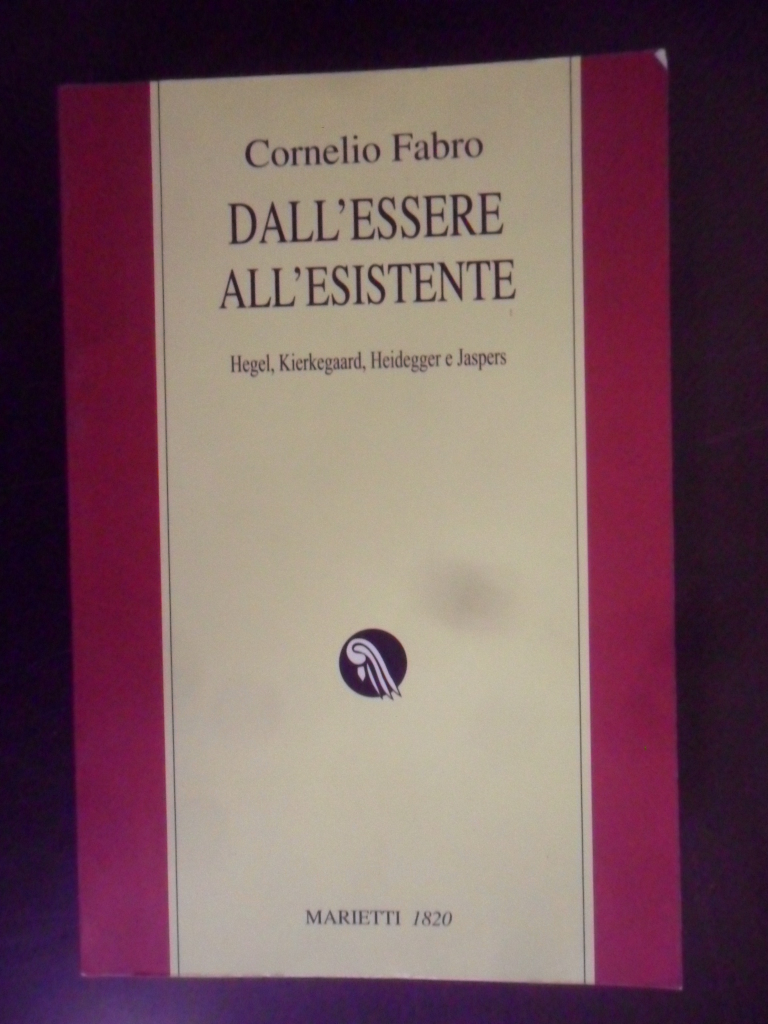 Cornelio Fabro
DALL'ESSERE
ALL'ESISTENTE
Hegel, Kierkegaard, Heidegger e Jaspers
MARIETTI 1820